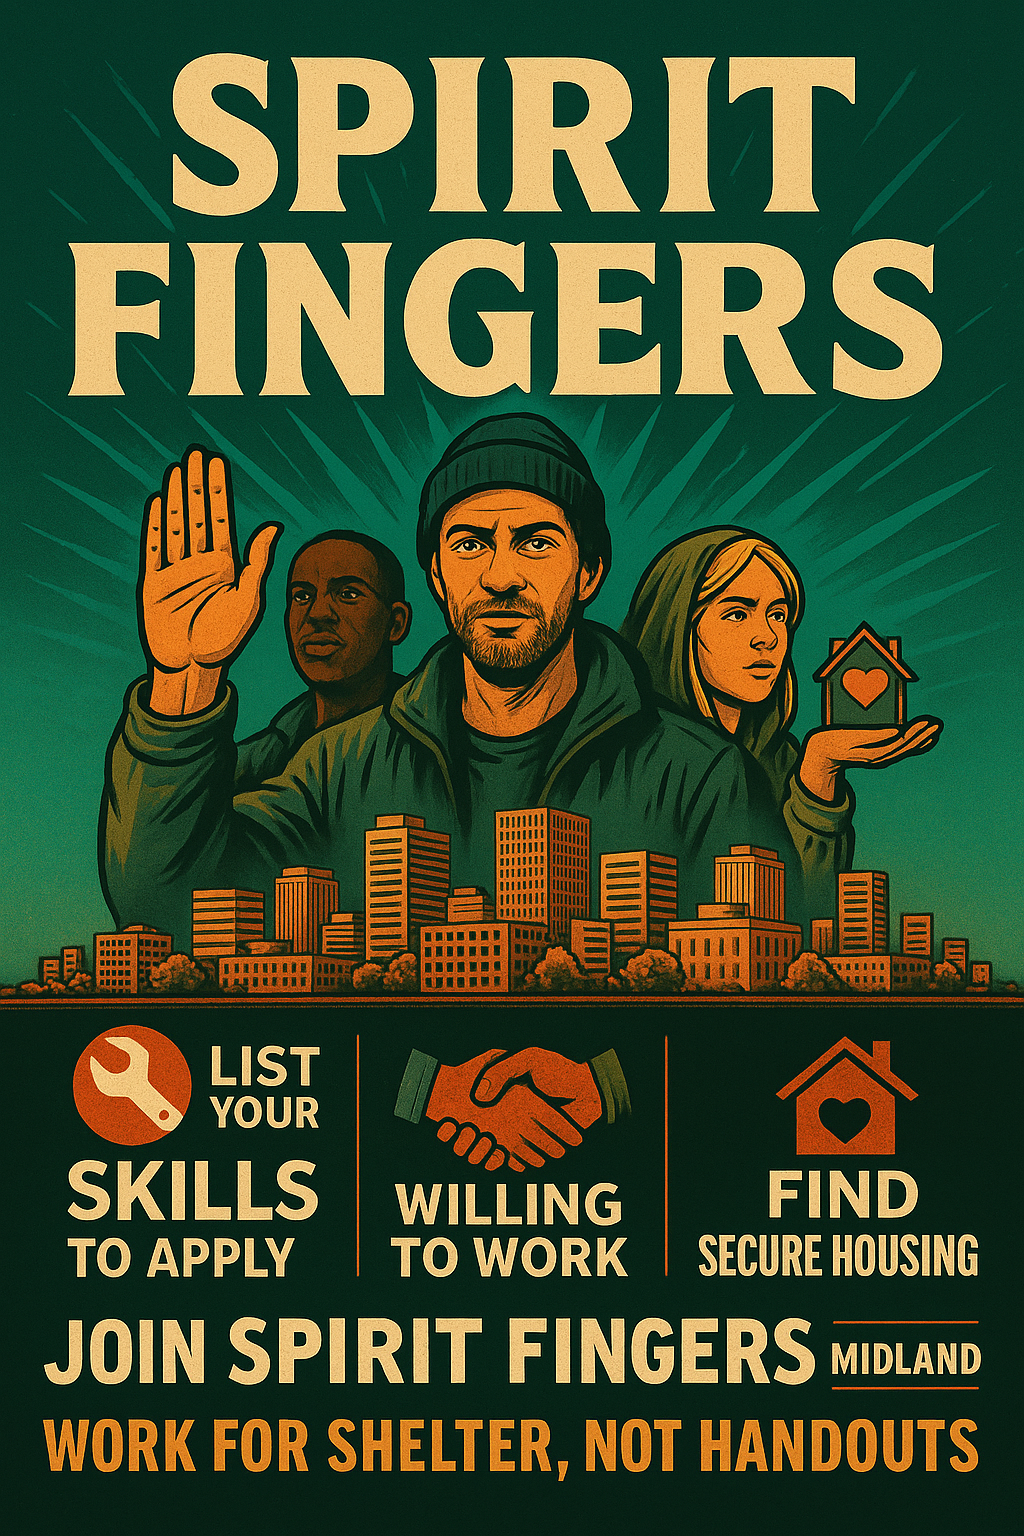 SPIRIT
FINGERS
LIST
YOUR
SKILLS
TO APPLY
WILLING
TO WORK
FIND
SECURE HOUSING
JOIN SPIRIT FINGERS
MIDLAND
WORK FOR SHELTER, NOT HANDOUTS